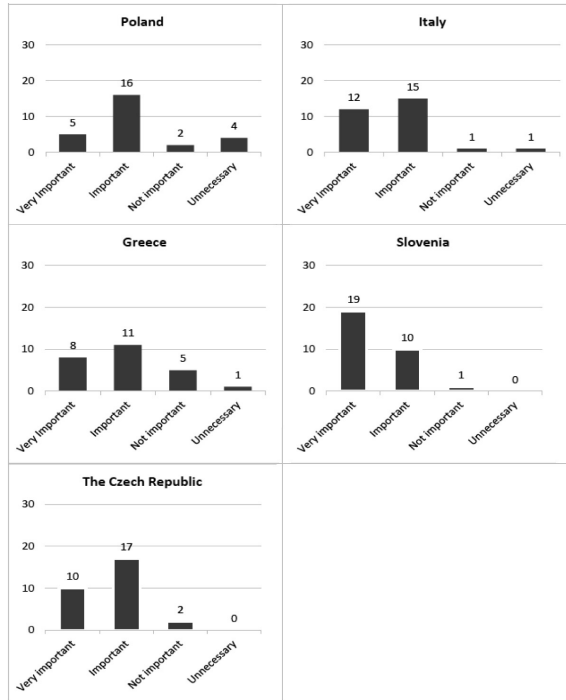 Poland
30
20
10
0
5
16
2
4
Very Important
Important
Not important
Unnecessary
Italy
30
20
10
0
12
15
1
1
Very Important
Important
Not important
Unnecessary
Greece
30
20
10
0
8
11
5
1
Very Important
Important
Not important
Unnecessary
Slovenia
30
20
10
0
19
10
1
0
Very important
Important
Not important
Unnecessary
The Czech Republic
30
20
10
0
10
17
2
0
Very important
Important
Not important
Unnecessary